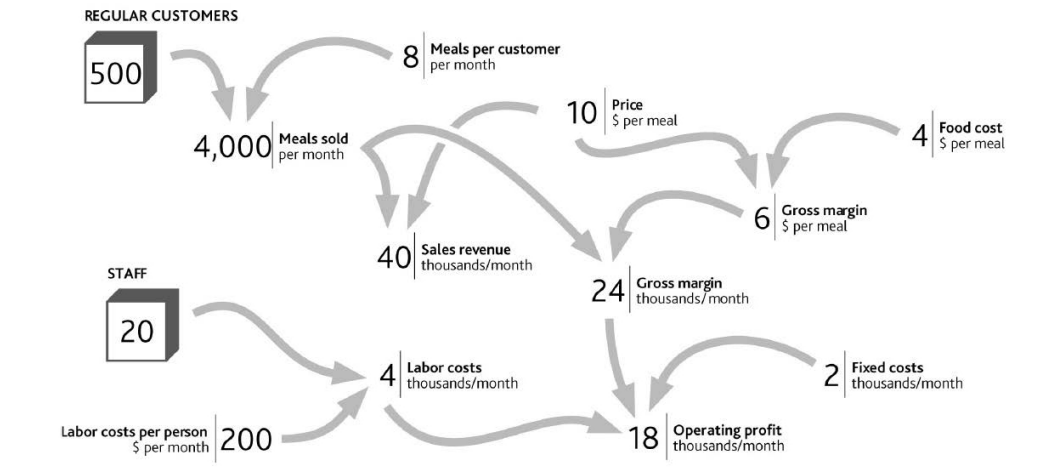 REGULAR CUSTOMERS
500
8 Meals per customer
per month
10 Price
$ per meal
4 Food cost
$ per meal
4,000 Meals sold
per month
6 Gross margin
$ per meal
40 Sales revenue
thousands/month
STAFF
24 Gross margin
thousands/month
20
4 Labor costs
thousands/month
2 Fixed costs
thousands/month
Labor costs per person
$ per month 200
18 Operating profit
thousands/month